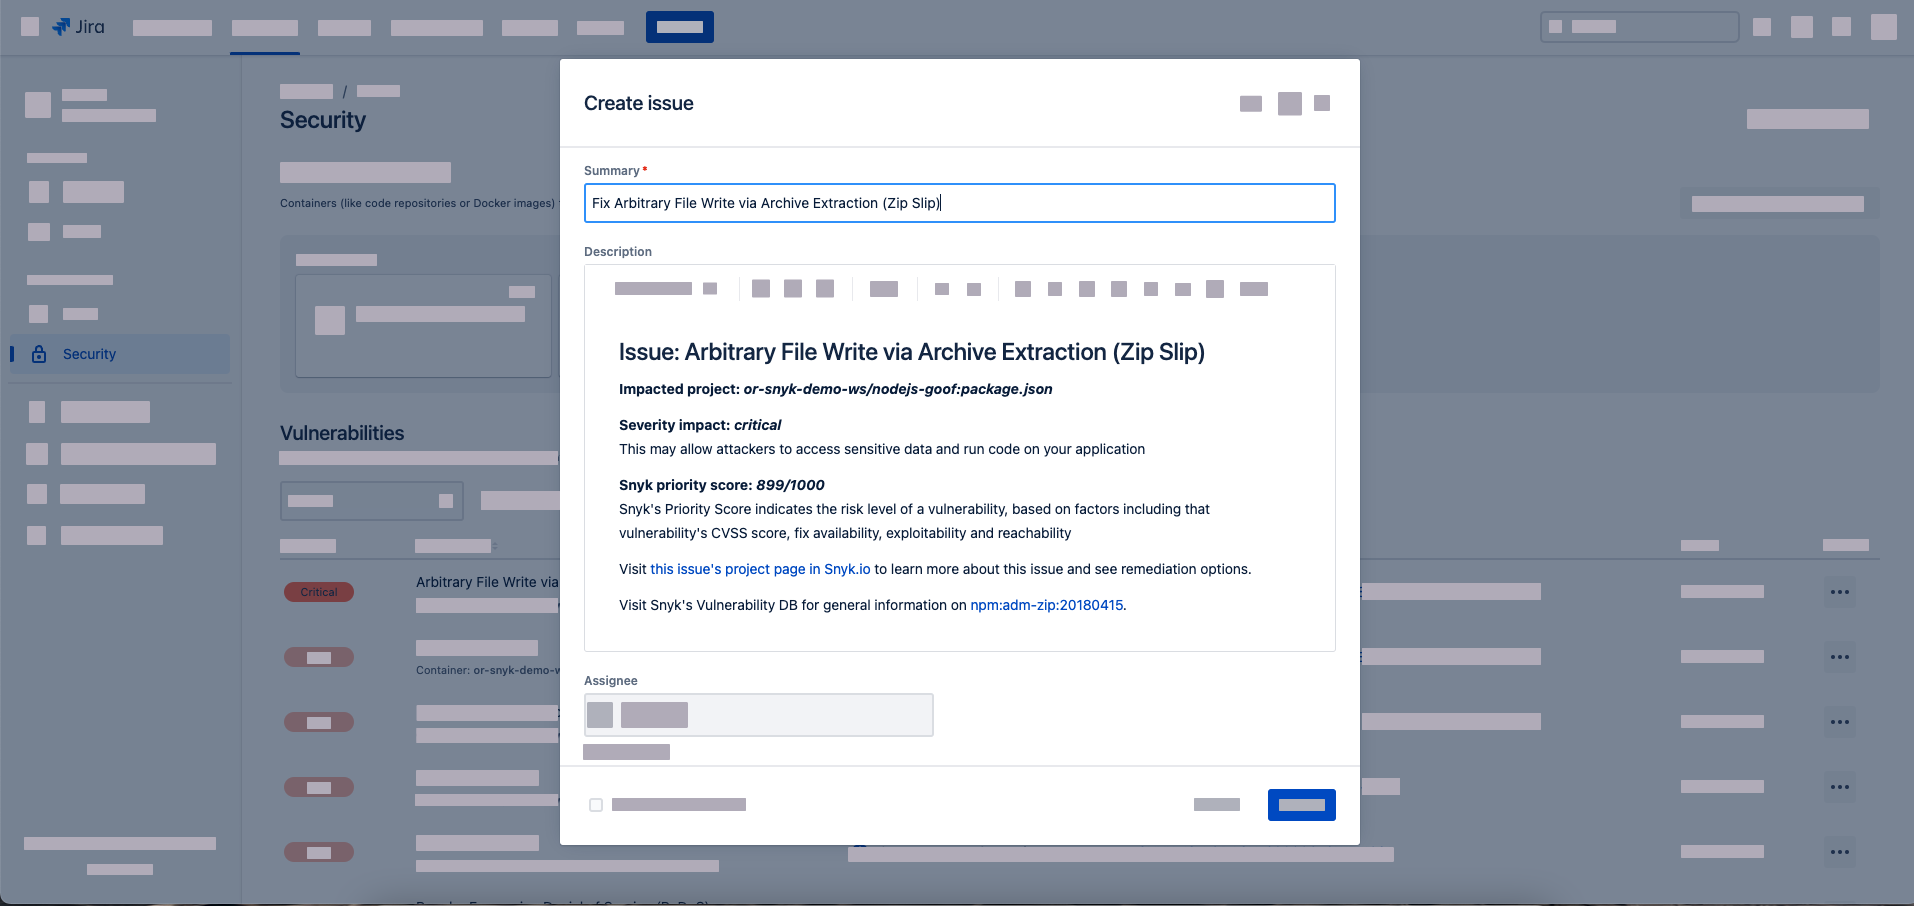 Jira
/
Security
Containers (like code repositories or Docker images)
Security
Vulnerabilities
Critical
Arbitrary File Write via
Container: or-snyk-demo-w
Create issue
Summary *
Fix Arbitrary File Write via Archive Extraction (Zip Slip)
Description
Issue: Arbitrary File Write via Archive Extraction (Zip Slip)
Impacted project: or-snyk-demo-ws/nodejs-goof:package.json
Severity impact: critical
This may allow attackers to access sensitive data and run code on your application
Snyk priority score: 899/1000
Snyk's Priority Score indicates the risk level of a vulnerability, based on factors including that
vulnerability's CVSS score, fix availability, exploitability and reachability
Visit this issue's project page in Snyk.io to learn more about this issue and see remediation options.
Visit Snyk's Vulnerability DB for general information on npm:adm-zip:20180415.
Assignee